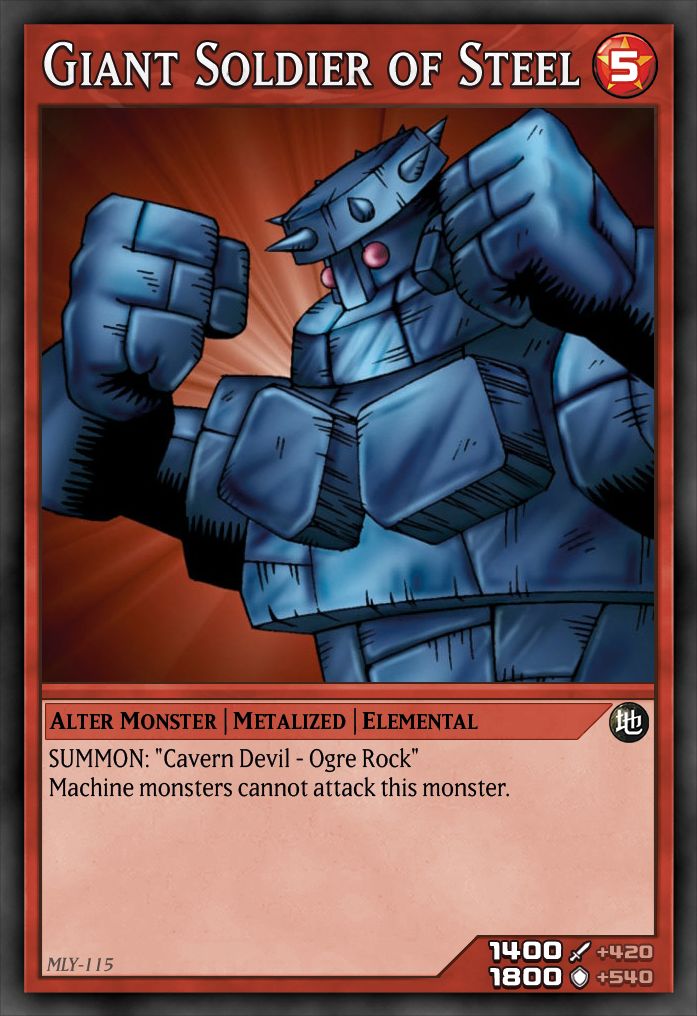 Giant Soldier of Steel
5
Alter Monster | Metalized | Elemental
SUMMON: "Cavern Devil - Ogre Rock"
Machine monsters cannot attack this monster.
1400 +420
MLY-115
1800 +540